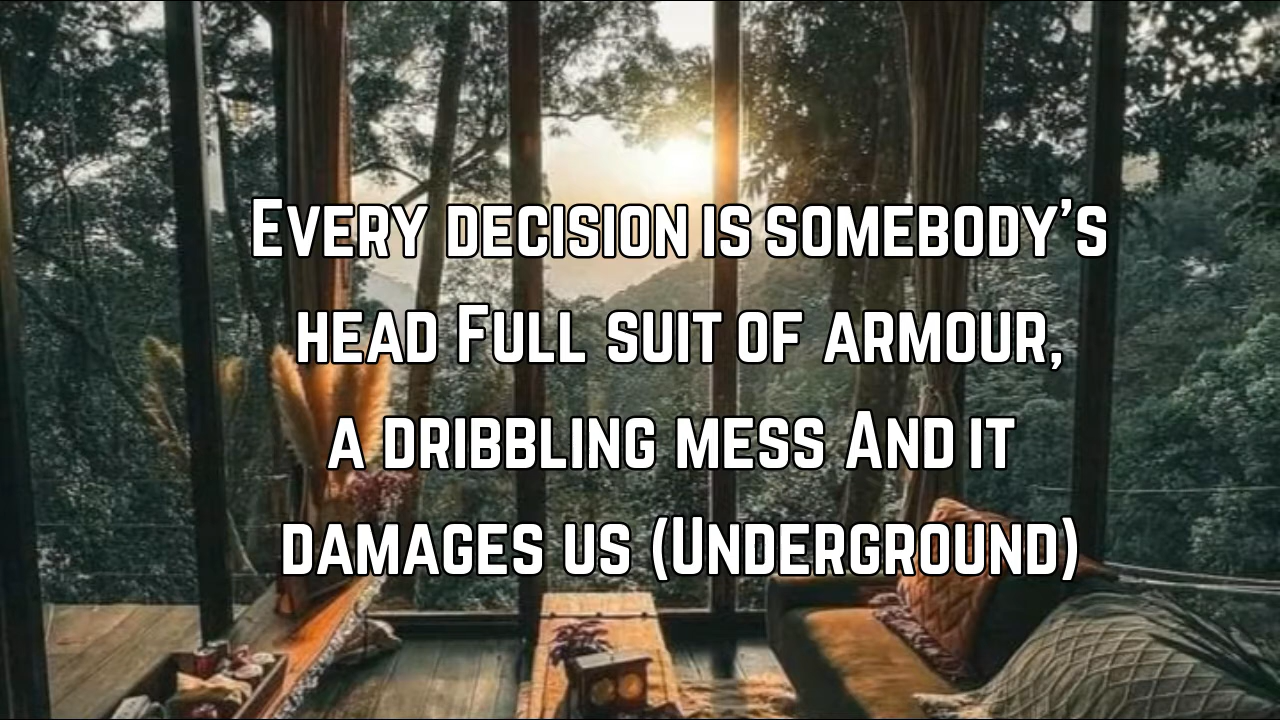 Every decision is somebody's
head Full suit of armour,
a dribbling mess And it
damages us (Underground)